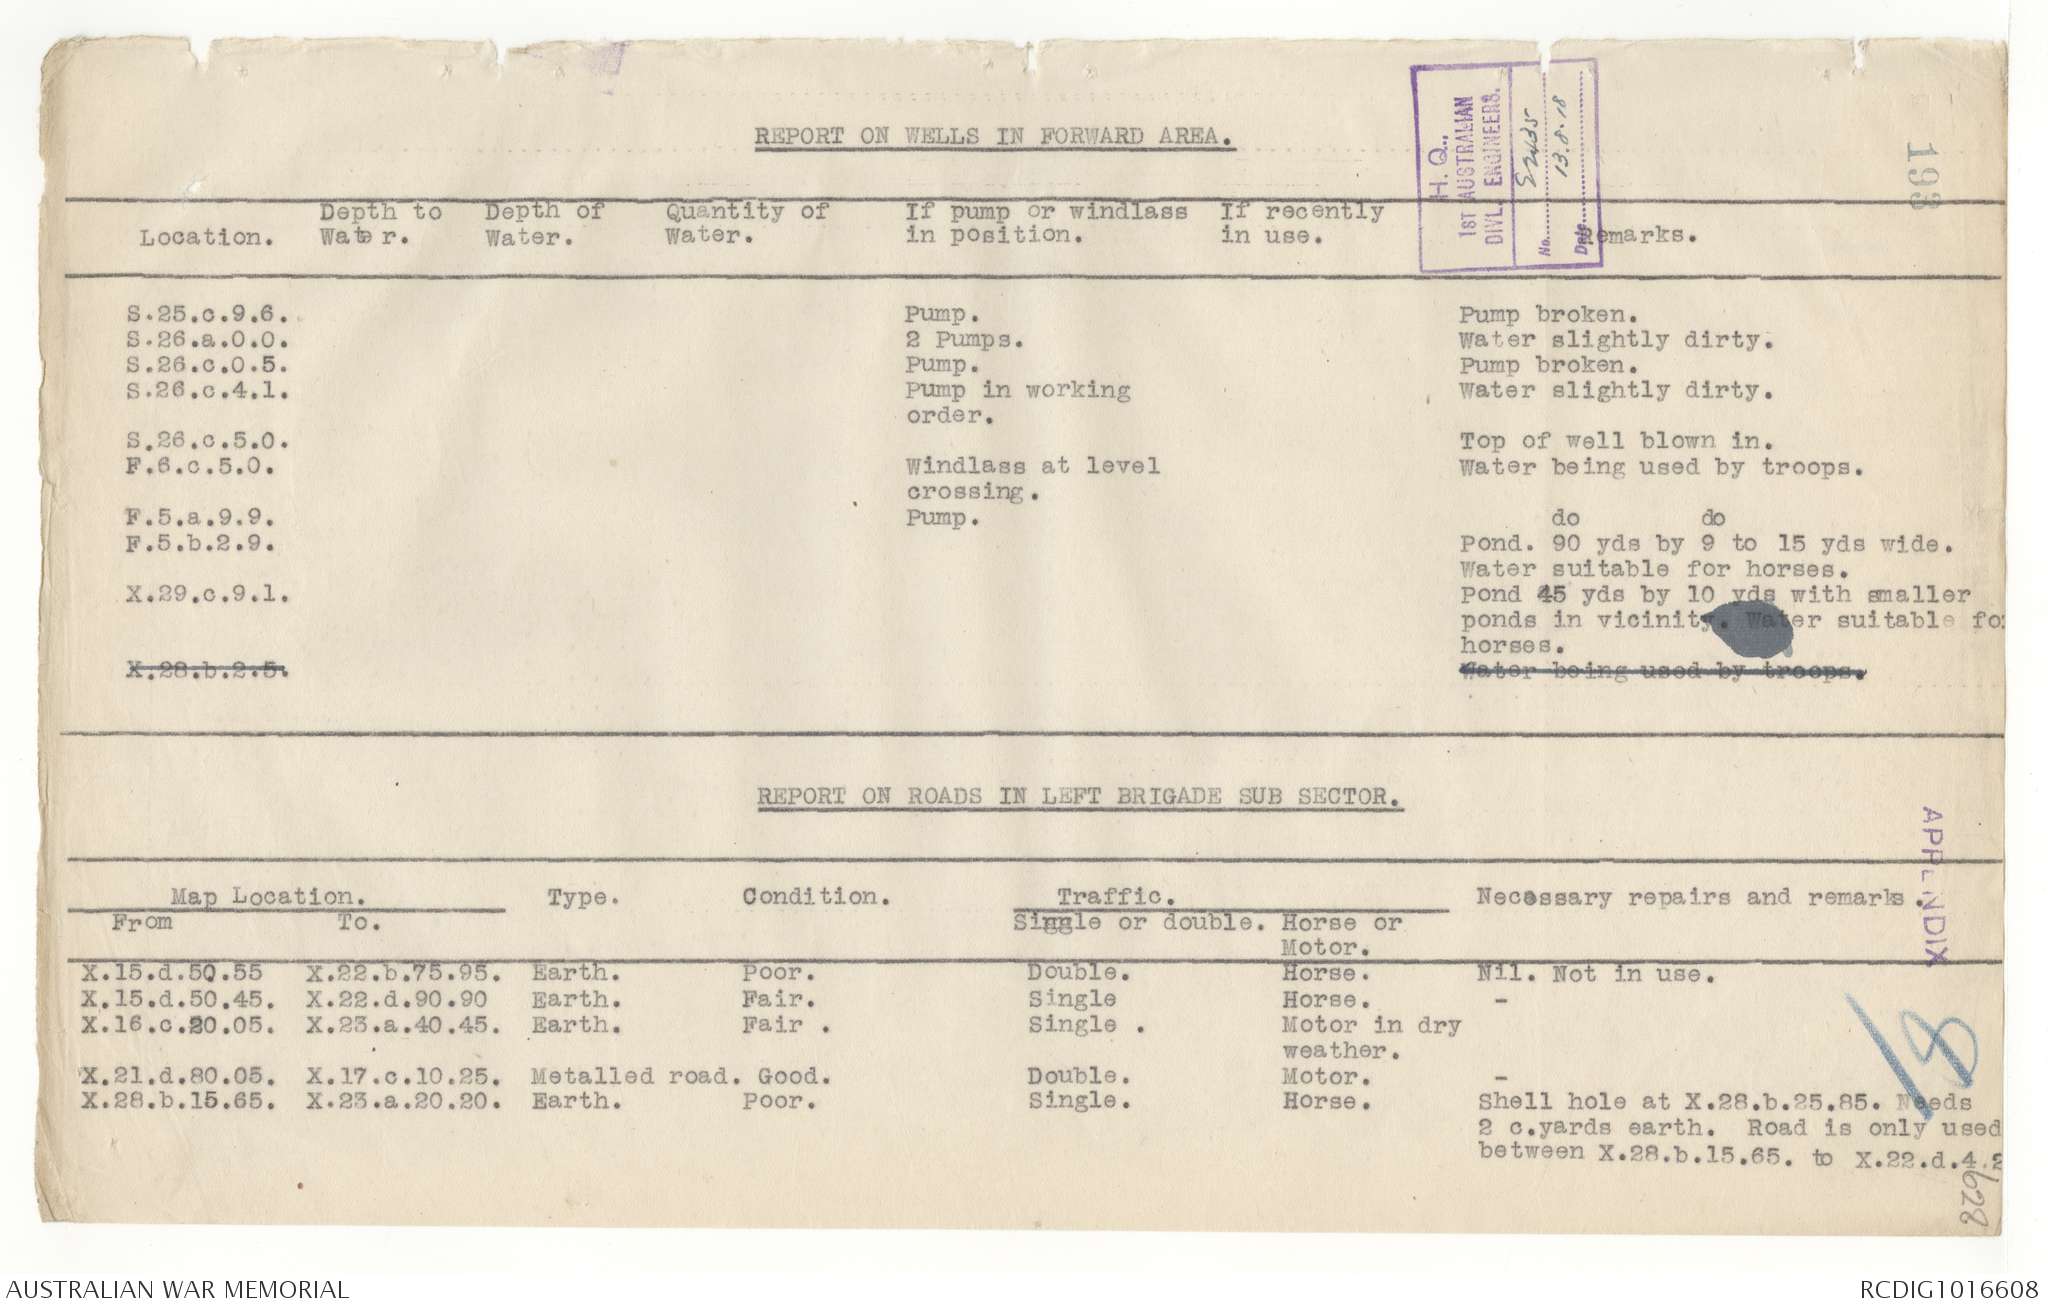 REPORT ON WELLS IN FORWARD AREA.
H.Q.,
1ST AUSTRALIAN
DIVL. ENGINEERS.
No.
Date 13.8.18
193
Location. Depth to Water. Depth of Water. Quantity of Water. If pump or windlass in position. If recently in use. Remarks.
S.25.c.9.6. Pump. Pump broken.
S.26.a.0.0. 2 Pumps. Water slightly dirty.
S.26.c.0.5. Pump. Pump broken.
S.26.c.4.1. Pump in working Water slightly dirty.
order.
S.26.c.5.0. Top of well blown in.
F.6.c.5.0. Windlass at level Water being used by troops.
crossing.
F.5.a.9.9. Pump. do do
F.5.b.2.9. Pond. 90 yds by 9 to 15 yds wide.
Water suitable for horses.
X.29.c.9.1. Pond 45 yds by 10 yds with smaller
ponds in vicinity. Water suitable for
horses.
X.28.b.2.5. Water being used by troops.
REPORT ON ROADS IN LEFT BRIGADE SUB SECTOR.
APPENDIX
18
Map Location. Type. Condition. Traffic. Necessary repairs and remarks.
From To. Single or double. Horse or
Motor.
X.15.d.50.55 X.22.b.75.95. Earth. Poor. Double. Horse. Nil. Not in use.
X.15.d.50.45. X.22.d.90.90 Earth. Fair. Single Horse. -
X.16.c.20.05. X.23.a.40.45. Earth. Fair . Single . Motor in dry
weather.
X.21.d.80.05. X.17.c.10.25. Metalled road. Good. Double. Motor. -
X.28.b.15.65. X.23.a.20.20. Earth. Poor. Single. Horse. Shell hole at X.28.b.25.85. Needs
2 c.yards earth. Road is only used
between X.28.b.15.65. to X.22.d.4.2
628
AUSTRALIAN WAR MEMORIAL RCDIG1016608